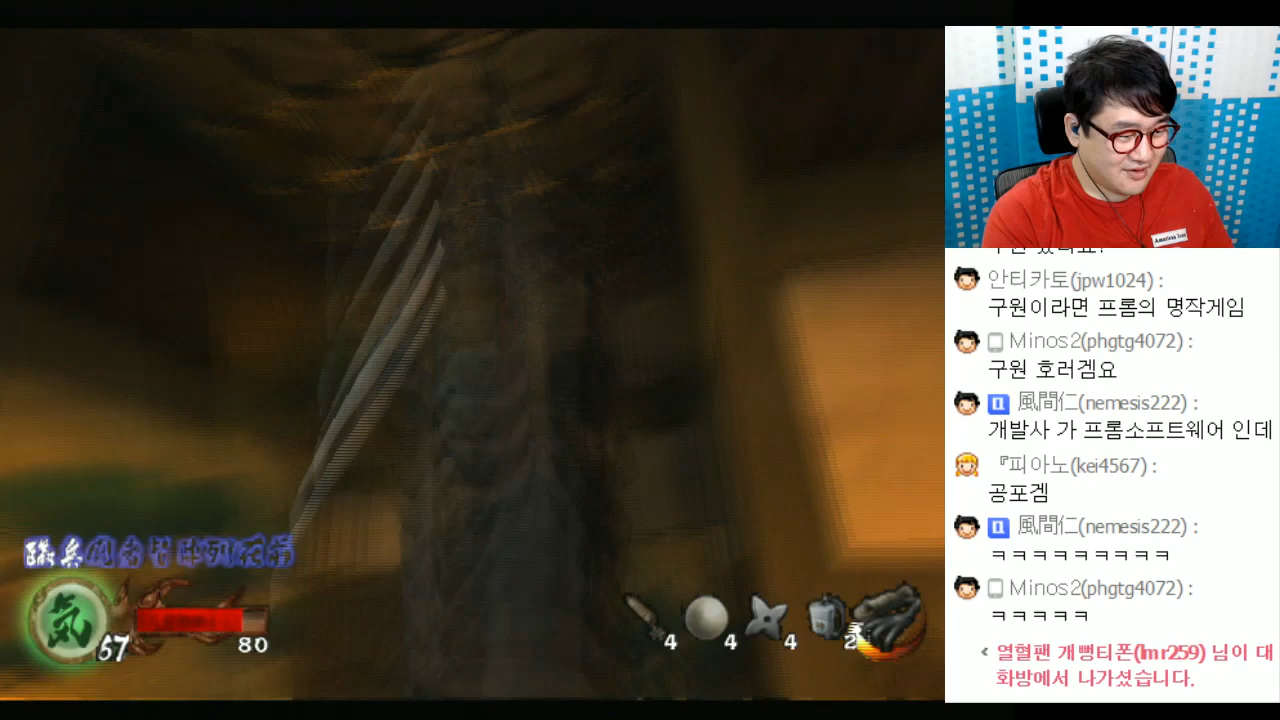 안티카토(jpw1024) :
구원이라면 프롬의 명작게임
Minos2(phgtg4072) :
구원 호러겜요
n 風間仁(nemesis222) :
개발사 가 프롬소프트웨어 인데
『피아노(kei4567) :
공포겜
n 風間仁(nemesis222) :
ㅋㅋㅋㅋㅋㅋㅋㅋㅋ
Minos2(phgtg4072) :
ㅋㅋㅋㅋㅋ
열혈팬 개뻥티폰(lmr259) 님이 대
화방에서 나가셨습니다.
気 57 80
4 4 4 2